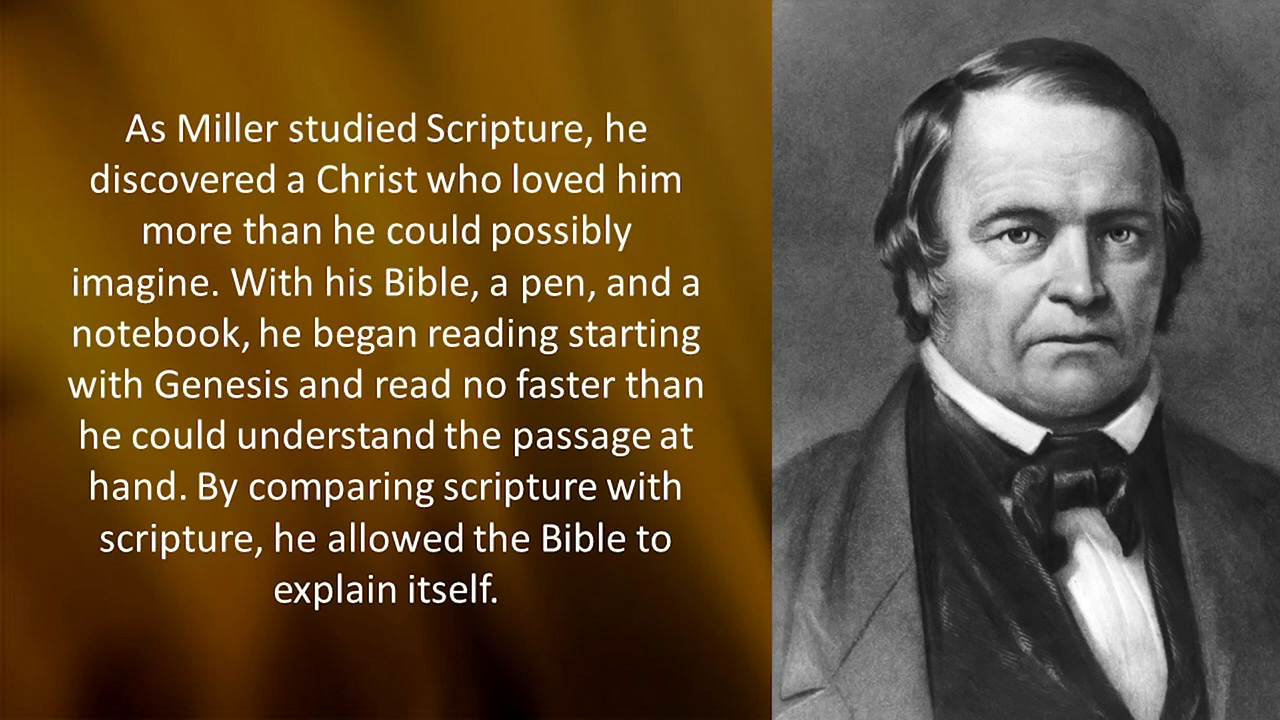 As Miller studied Scripture, he
discovered a Christ who loved him
more than he could possibly
imagine. With his Bible, a pen, and a
notebook, he began reading starting
with Genesis and read no faster than
he could understand the passage at
hand. By comparing scripture with
scripture, he allowed the Bible to
explain itself.